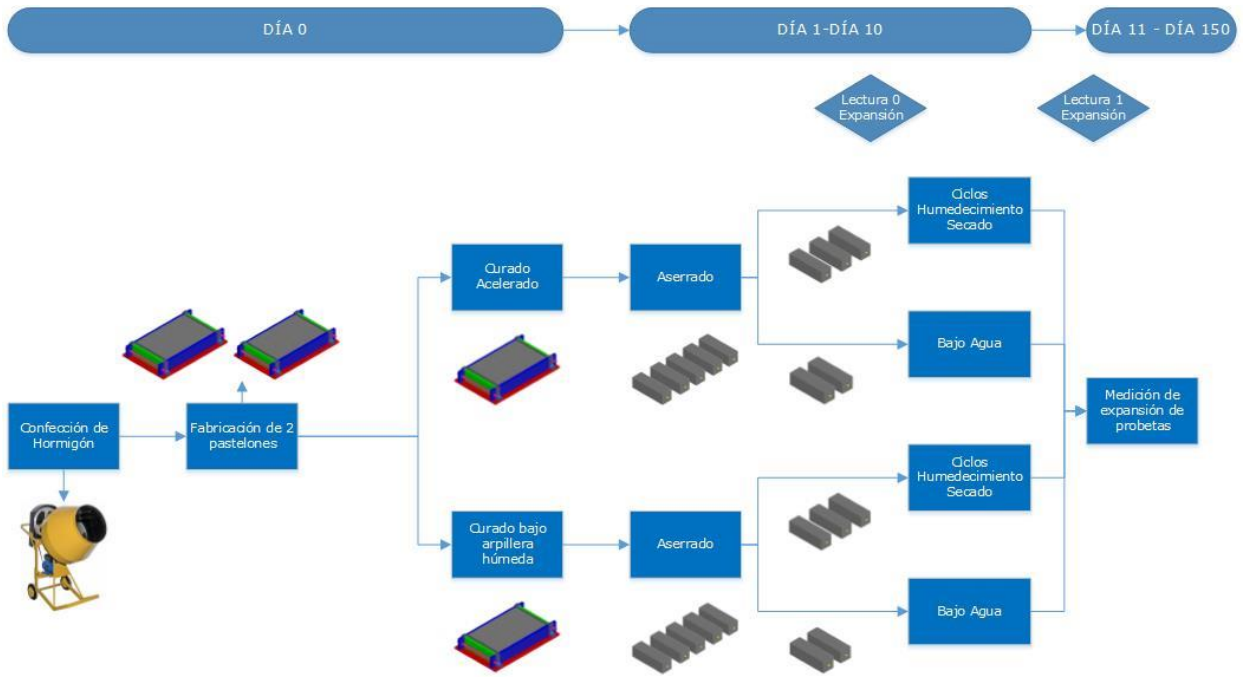 DÍA 0
DÍA 1-DÍA 10
DÍA 11 - DÍA 150
Lectura 0
Expansión
Lectura 1
Expansión
Confección de
Hormigón
Fabricación de 2
pastelones
Curado
Acelerado
Aserrado
Ciclos
Humedecimiento
Secado
Bajo Agua
Medición de
expansión de
probetas
Curado bajo
arpillera
húmeda
Aserrado
Ciclos
Humedecimiento
Secado
Bajo Agua